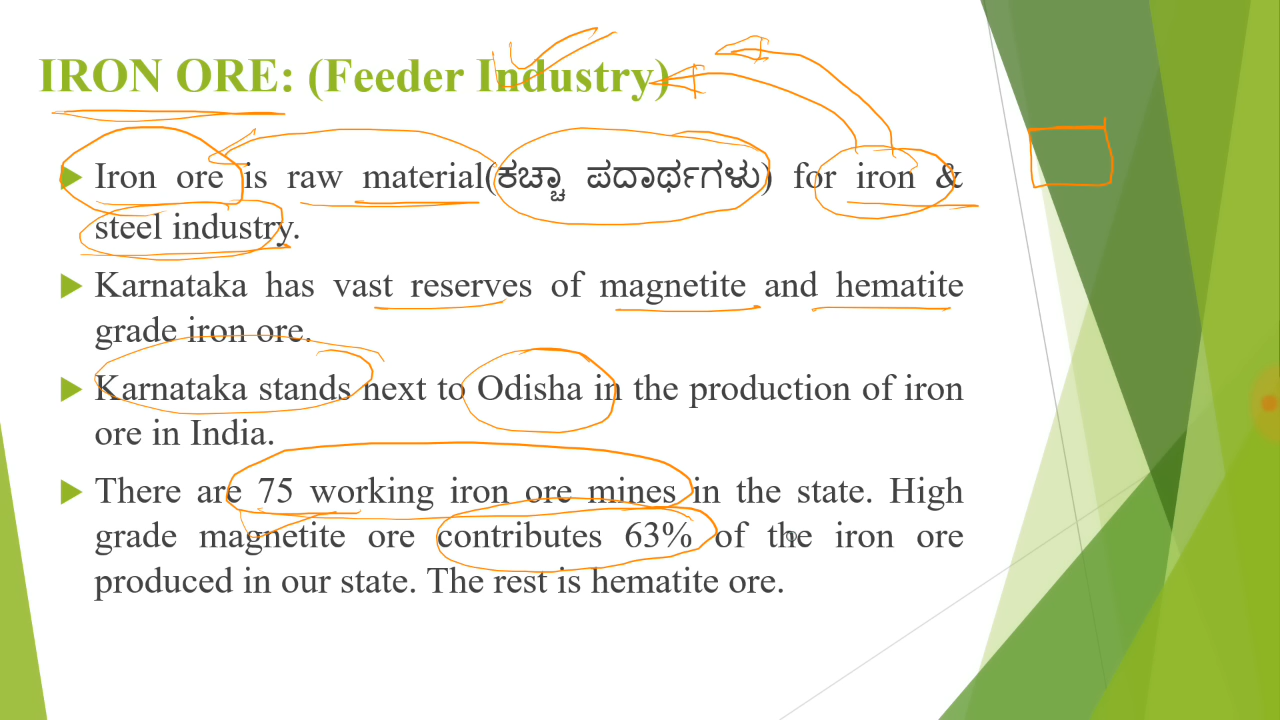 IRON ORE: (Feeder Industry)
Iron ore is raw material(ಕಚ್ಚಾ ಪದಾರ್ಥಗಳು) for iron &
steel industry.
Karnataka has vast reserves of magnetite and hematite
grade iron ore.
Karnataka stands next to Odisha in the production of iron
ore in India.
There are 75 working iron ore mines in the state. High
grade magnetite ore contributes 63% of the iron ore
produced in our state. The rest is hematite ore.